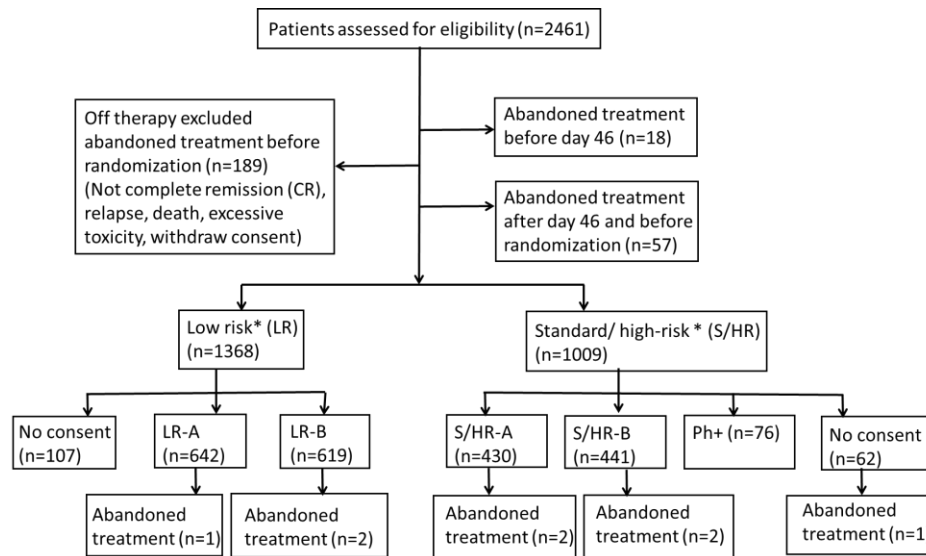 Patients assessed for eligibility (n=2461)
Off therapy excluded
abandoned treatment before
randomization (n=189)
(Not complete remission (CR),
relapse, death, excessive
toxicity, withdraw consent)
Abandoned treatment
before day 46 (n=18)
Abandoned treatment
after day 46 and before
randomization (n=57)
Low risk* (LR)
(n=1368)
Standard/ high-risk * (S/HR)
(n=1009)
No consent
(n=107)
LR-A
(n=642)
LR-B
(n=619)
S/HR-A
(n=430)
S/HR-B
(n=441)
Ph+ (n=76)
No consent
(n=62)
Abandoned
treatment(n=1)
Abandoned
treatment (n=2)
Abandoned
treatment (n=2)
Abandoned
treatment (n=2)
Abandoned
treatment (n=1)